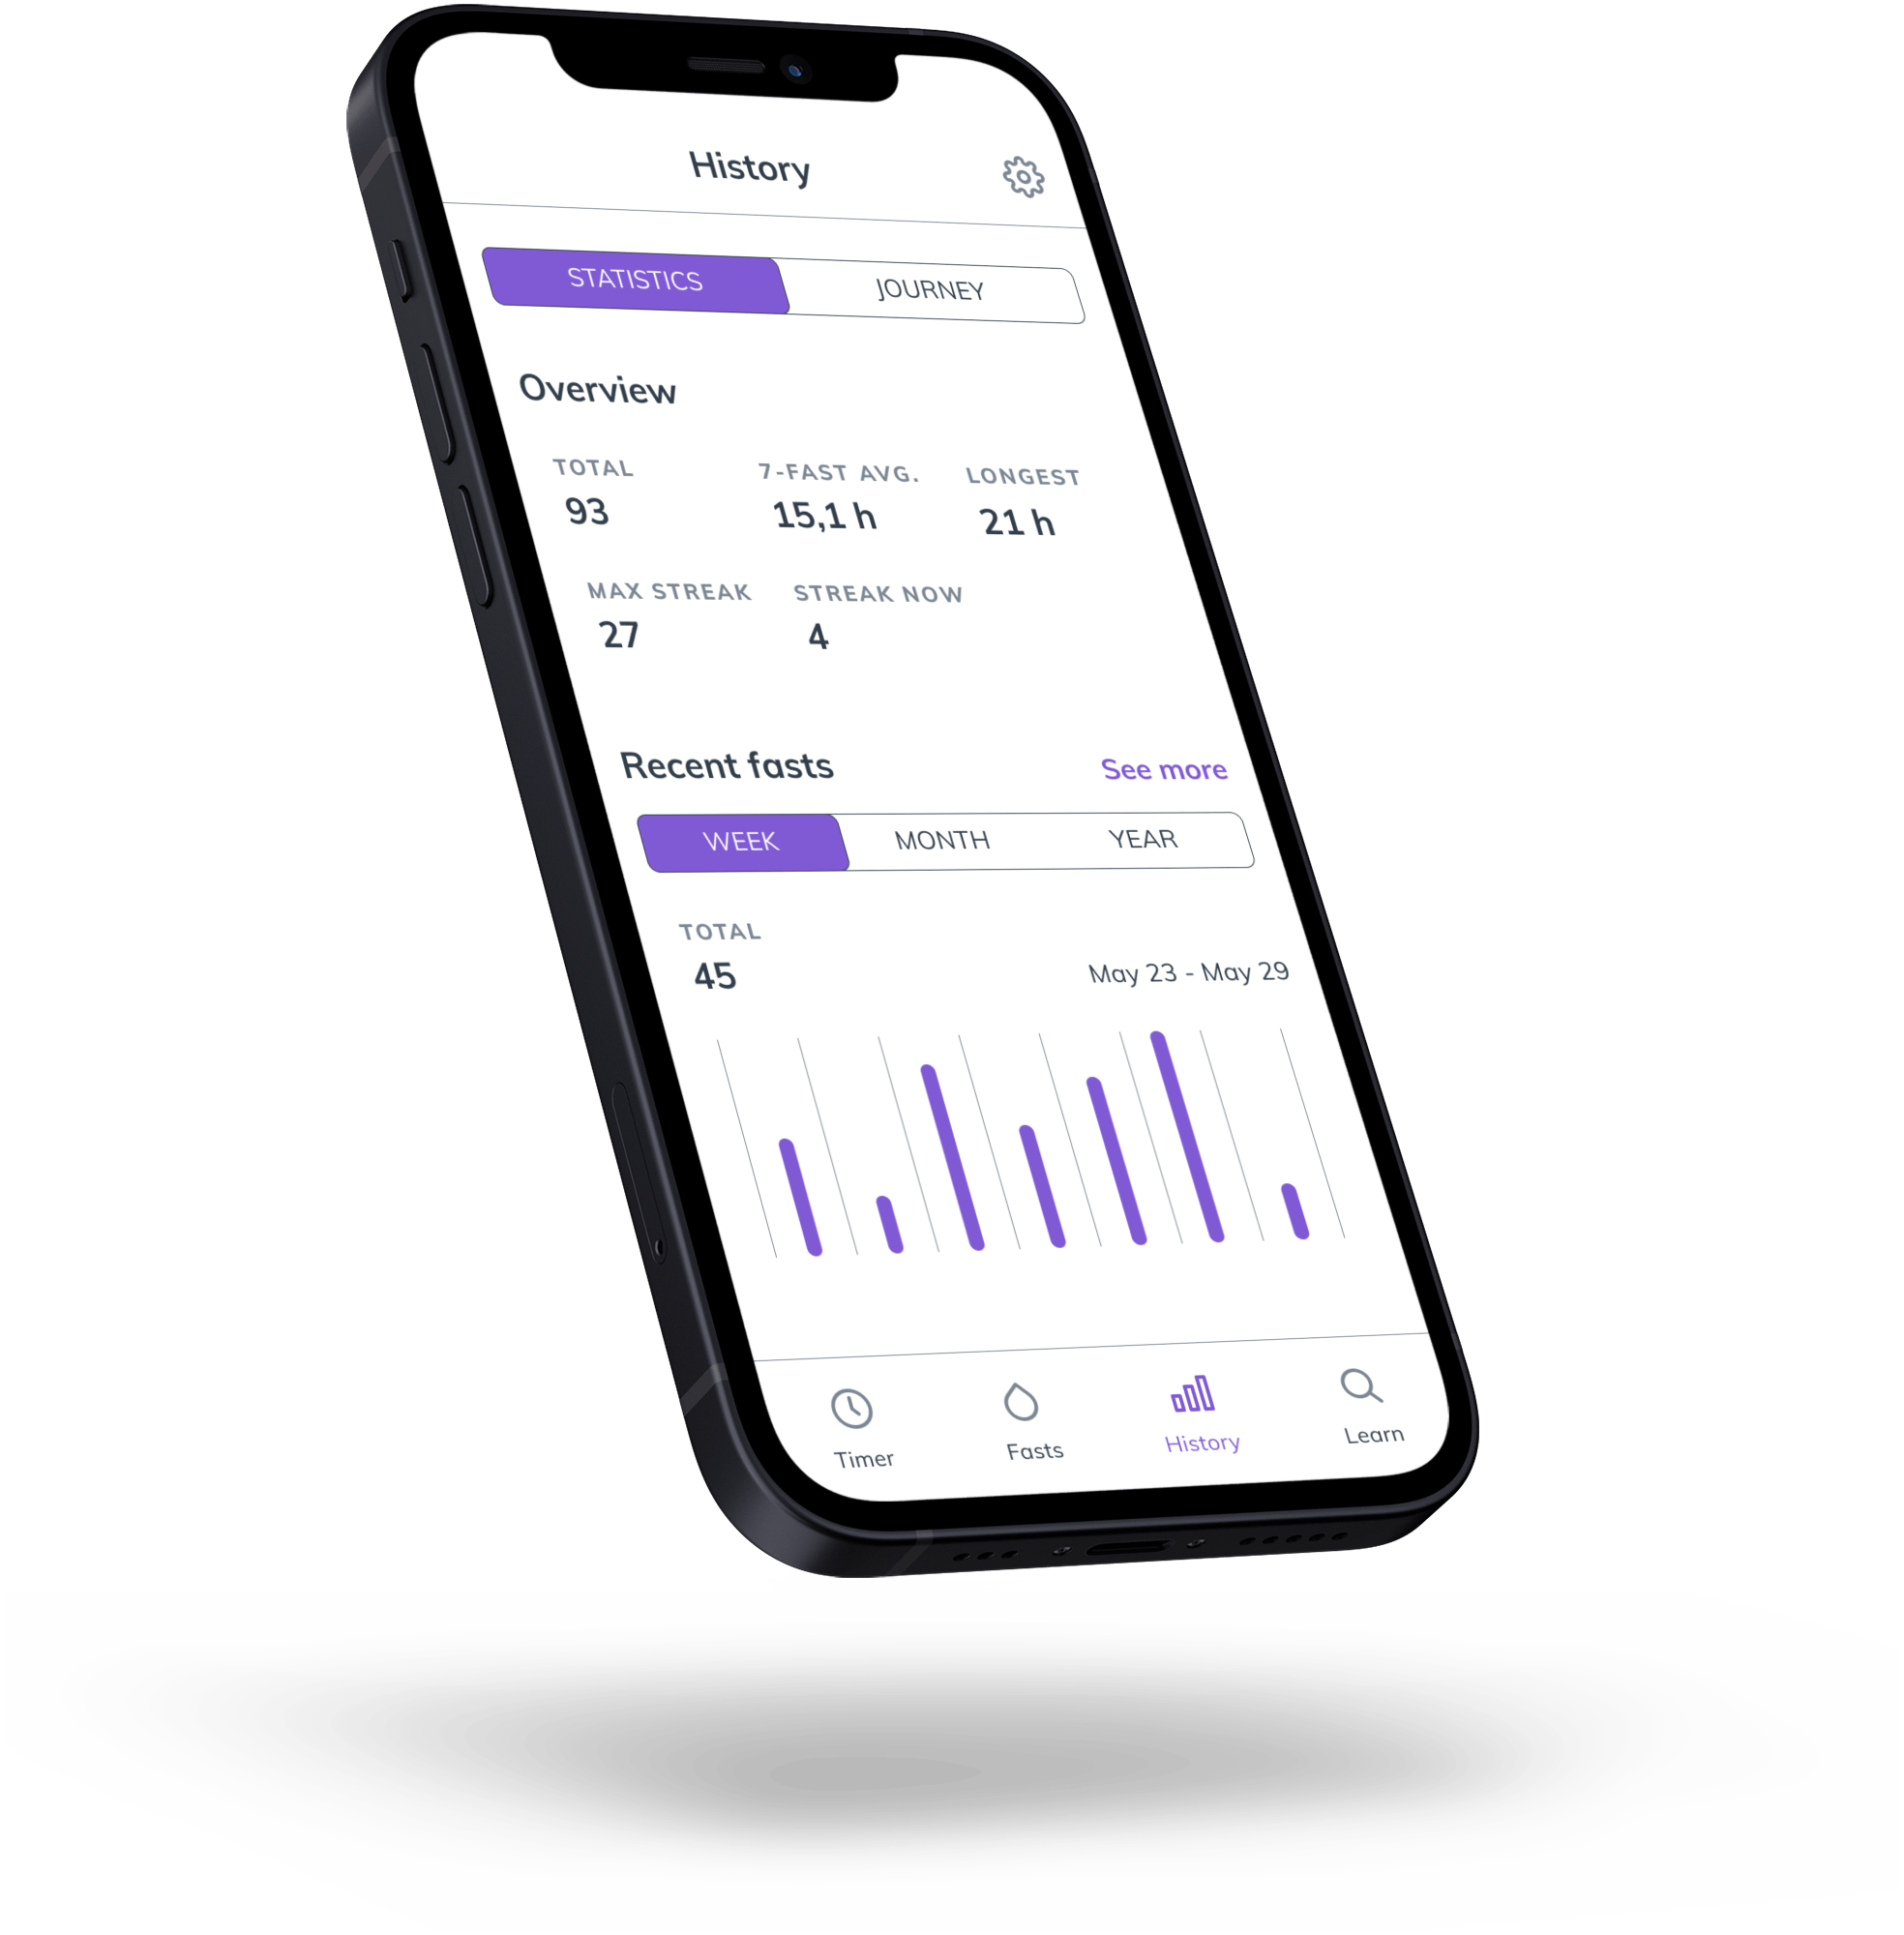 History
STATISTICS JOURNEY
Overview
TOTAL 7-FAST AVG. LONGEST
93 15,1 h 21 h
MAX STREAK STREAK NOW
27 4
Recent fasts See more
WEEK MONTH YEAR
TOTAL
45 May 23 - May 29
Timer Fasts History Learn